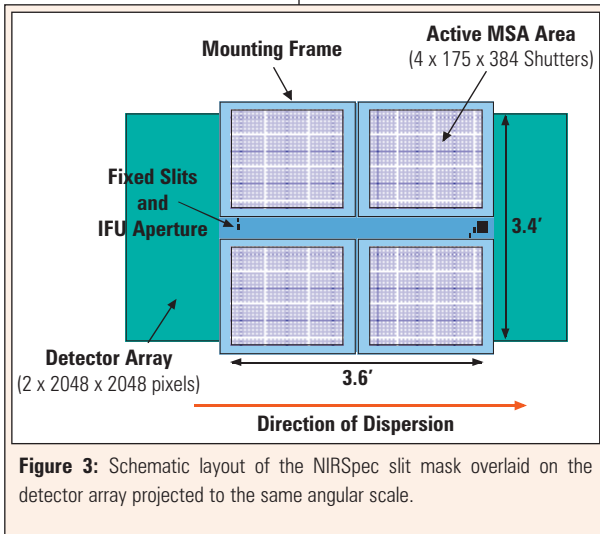 Mounting Frame
Active MSA Area
(4 x 175 x 384 Shutters)
Fixed Slits
and
IFU Aperture
3.4′
Detector Array
(2 x 2048 x 2048 pixels)
3.6′
Direction of Dispersion
Figure 3: Schematic layout of the NIRSpec slit mask overlaid on the
detector array projected to the same angular scale.